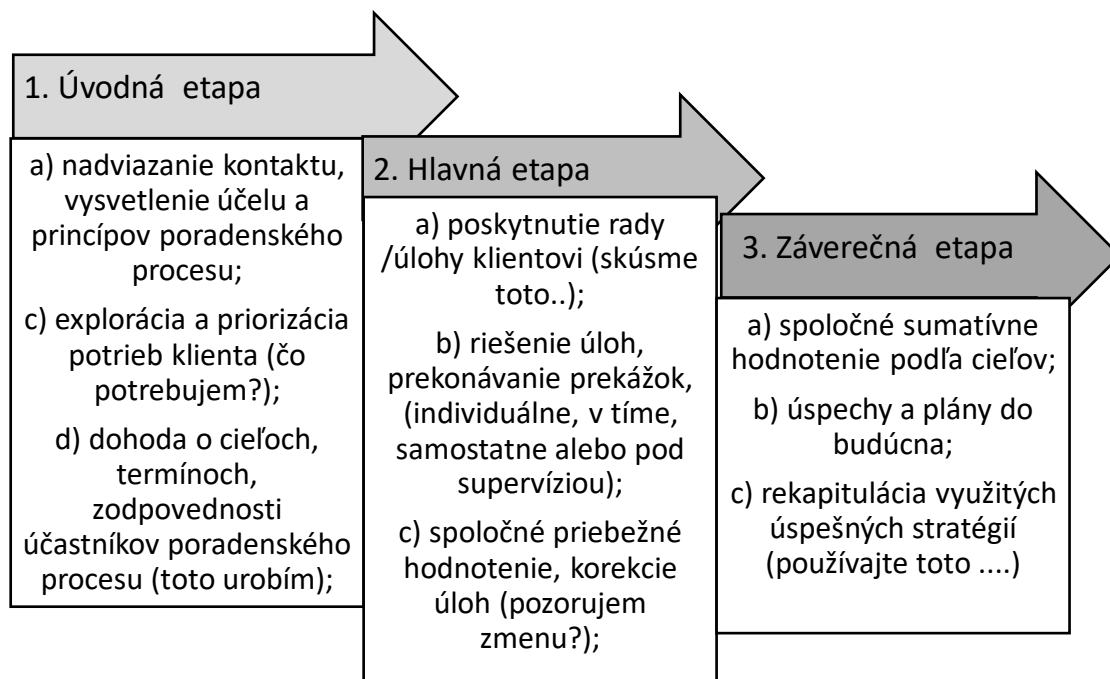 1. Úvodná etapa
a) nadviazanie kontaktu,
vysvetlenie účelu a
princípov poradenského
procesu;
c) explorácia a priorizácia
potrieb klienta (čo
potrebujem?);
d) dohoda o cieľoch,
termínoch,
zodpovednosti
účastníkov poradenského
procesu (toto urobím);
2. Hlavná etapa
a) poskytnutie rady
/úlohy klientovi (skúsme
toto..);
b) riešenie úloh,
prekonávanie prekážok,
(individuálne, v tíme,
samostatne alebo pod
supervíziou);
c) spoločné priebežné
hodnotenie, korekcie
úloh (pozorujem
zmenu?);
3. Záverečná etapa
a) spoločné sumatívne
hodnotenie podľa cieľov;
b) úspechy a plány do
budúcna;
c) rekapitulácia využitých
úspešných stratégií
(používajte toto ....)